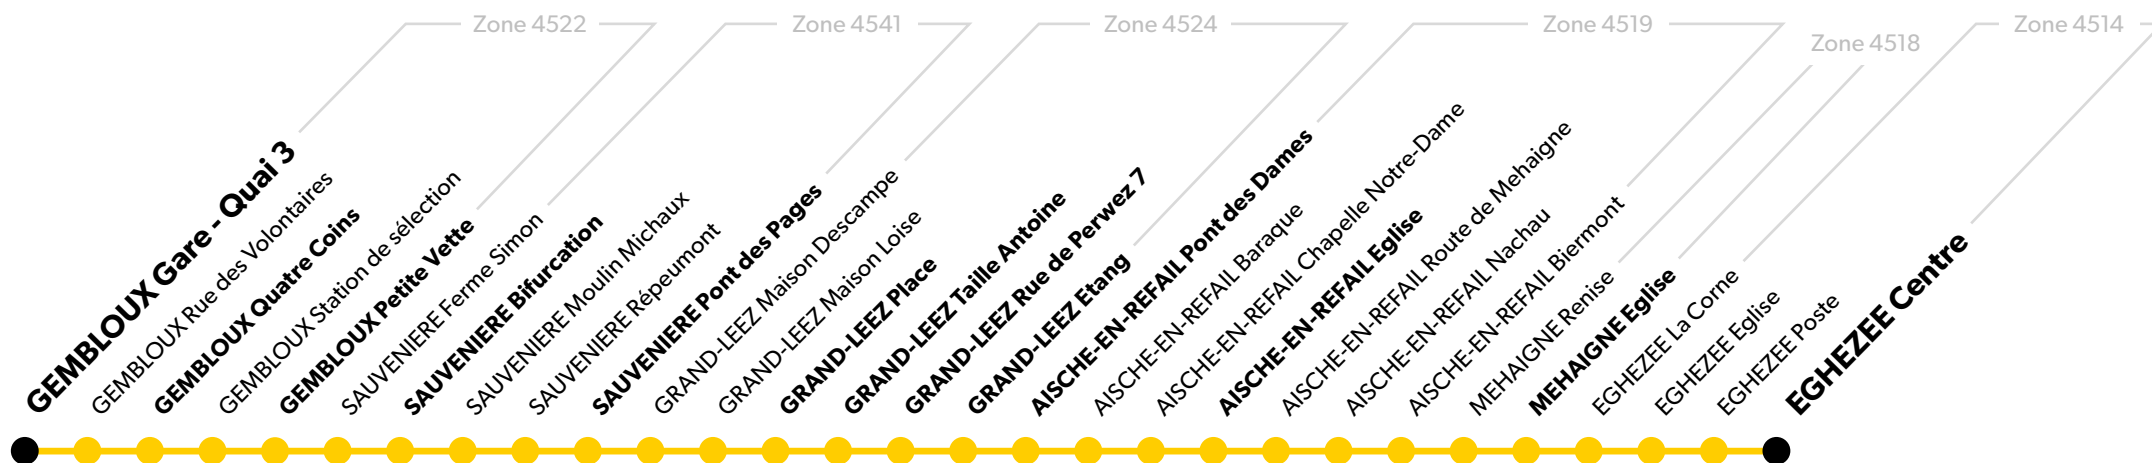 Zone 4522
Zone 4541
Zone 4524
Zone 4519
Zone 4518
Zone 4514
GEMBLOUX Gare - Quai 3
GEMBLOUX Rue des Volontaires
GEMBLOUX Quatre Coins
GEMBLOUX Station de sélection
GEMBLOUX Petite Vette
SAUVENIERE Ferme Simon
SAUVENIERE Bifurcation
SAUVENIERE Moulin Michaux
SAUVENIERE Répeumont
SAUVENIERE Pont des Pages
GRAND-LEEZ Maison Descampe
GRAND-LEEZ Maison Loise
GRAND-LEEZ Place
GRAND-LEEZ Taille Antoine
GRAND-LEEZ Rue de Perwez 7
GRAND-LEEZ Etang
AISCHE-EN-REFAIL Pont des Dames
AISCHE-EN-REFAIL Baraque
AISCHE-EN-REFAIL Chapelle Notre-Dame
AISCHE-EN-REFAIL Eglise
AISCHE-EN-REFAIL Route de Mehaigne
AISCHE-EN-REFAIL Nachau
AISCHE-EN-REFAIL Biermont
MEHAIGNE Renise
MEHAIGNE Eglise
EGHEZEE La Corne
EGHEZEE Eglise
EGHEZEE Poste
EGHEZEE Centre